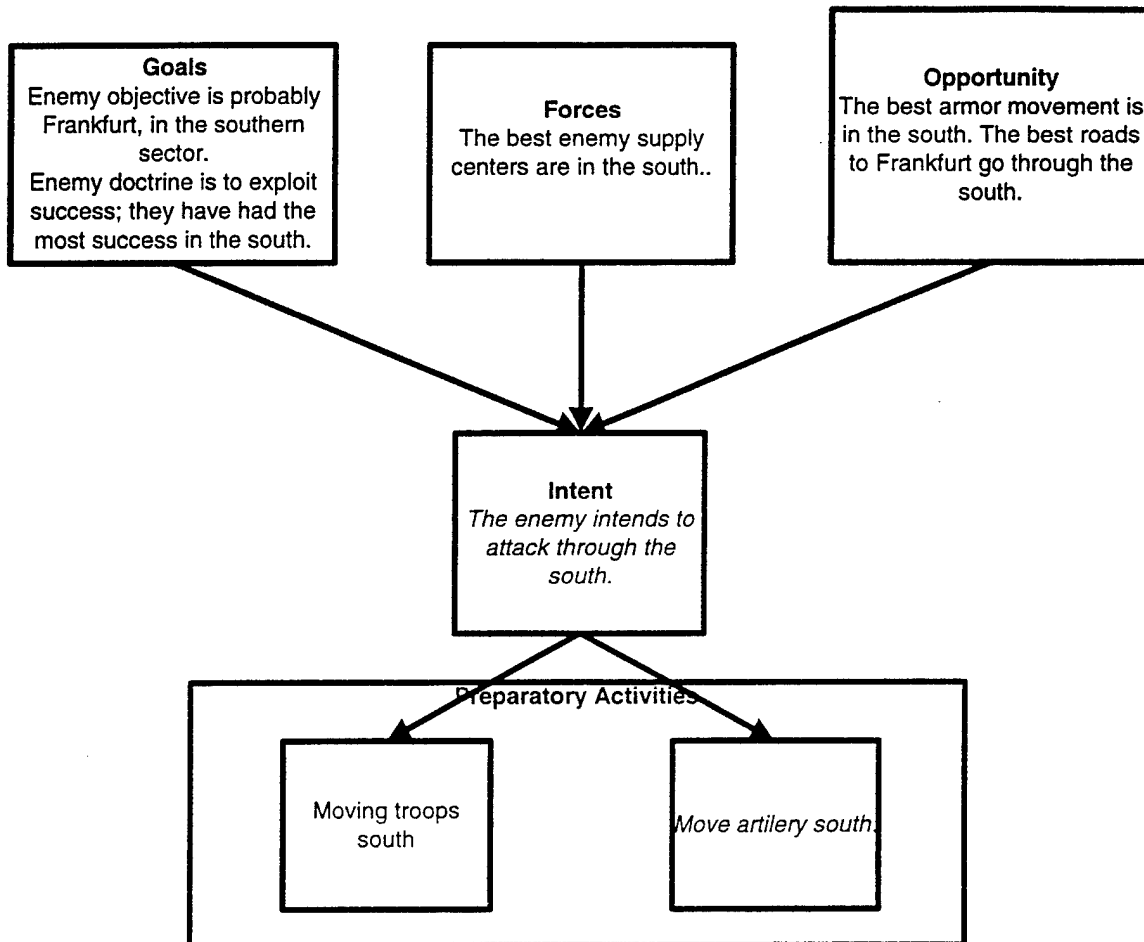 Goals
Enemy objective is probably
Frankfurt, in the southern
sector.
Enemy doctrine is to exploit
success; they have had the
most success in the south.
Forces
The best enemy supply
centers are in the south..
Opportunity
The best armor movement is
in the south. The best roads
to Frankfurt go through the
south.
Intent
The enemy intends to
attack through the
south.
Preparatory Activities
Moving troops
south
Move artilery south.